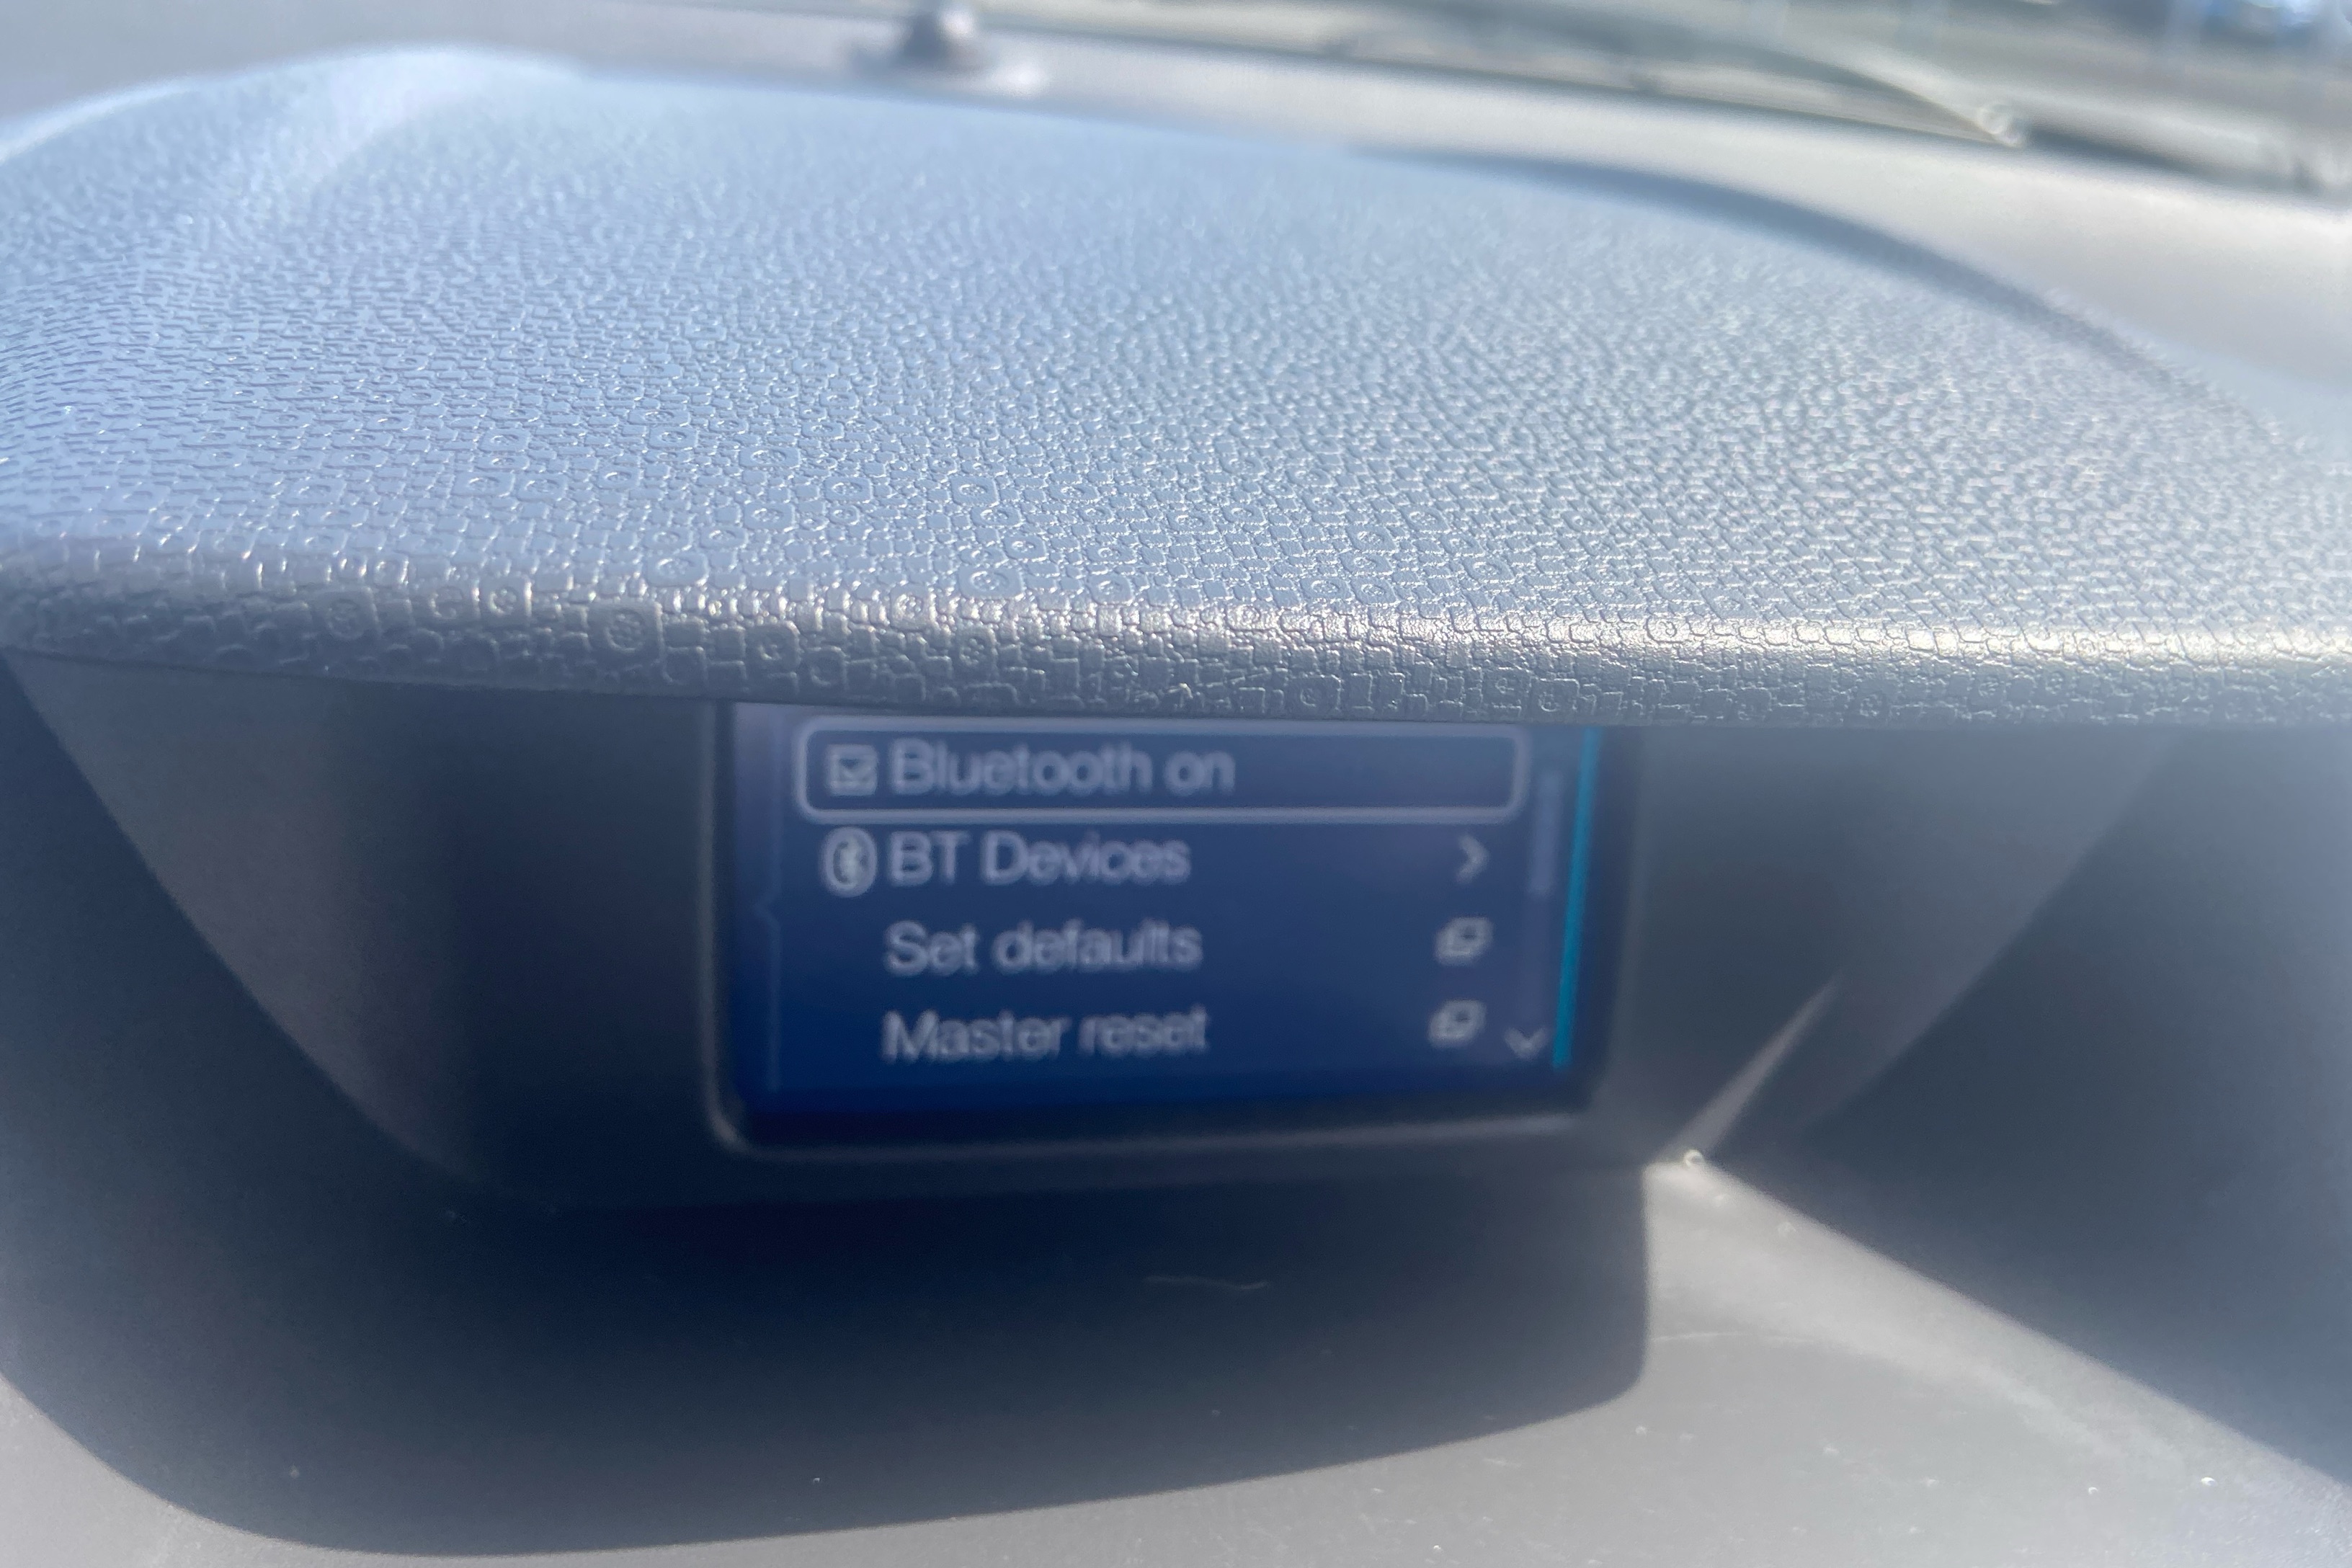 Bluetooth on
BT Devices
Set defaults
Master reset